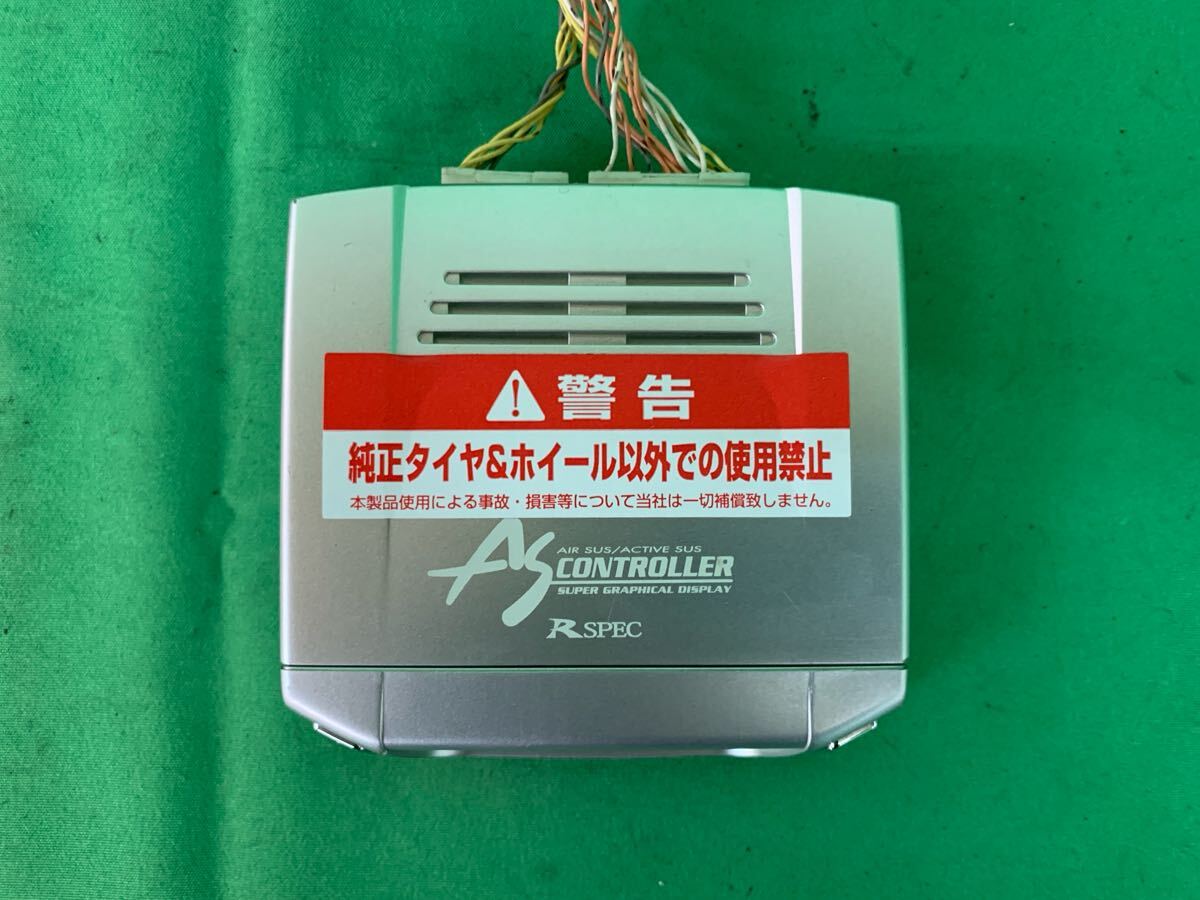 警告
純正タイヤ&ホイール以外での使用禁止
本製品使用による事故・損害等について当社は一切補償致しません。
AIR SUS/ACTIVE SUS
AS CONTROLLER
SUPER GRAPHICAL DISPLAY
R SPEC